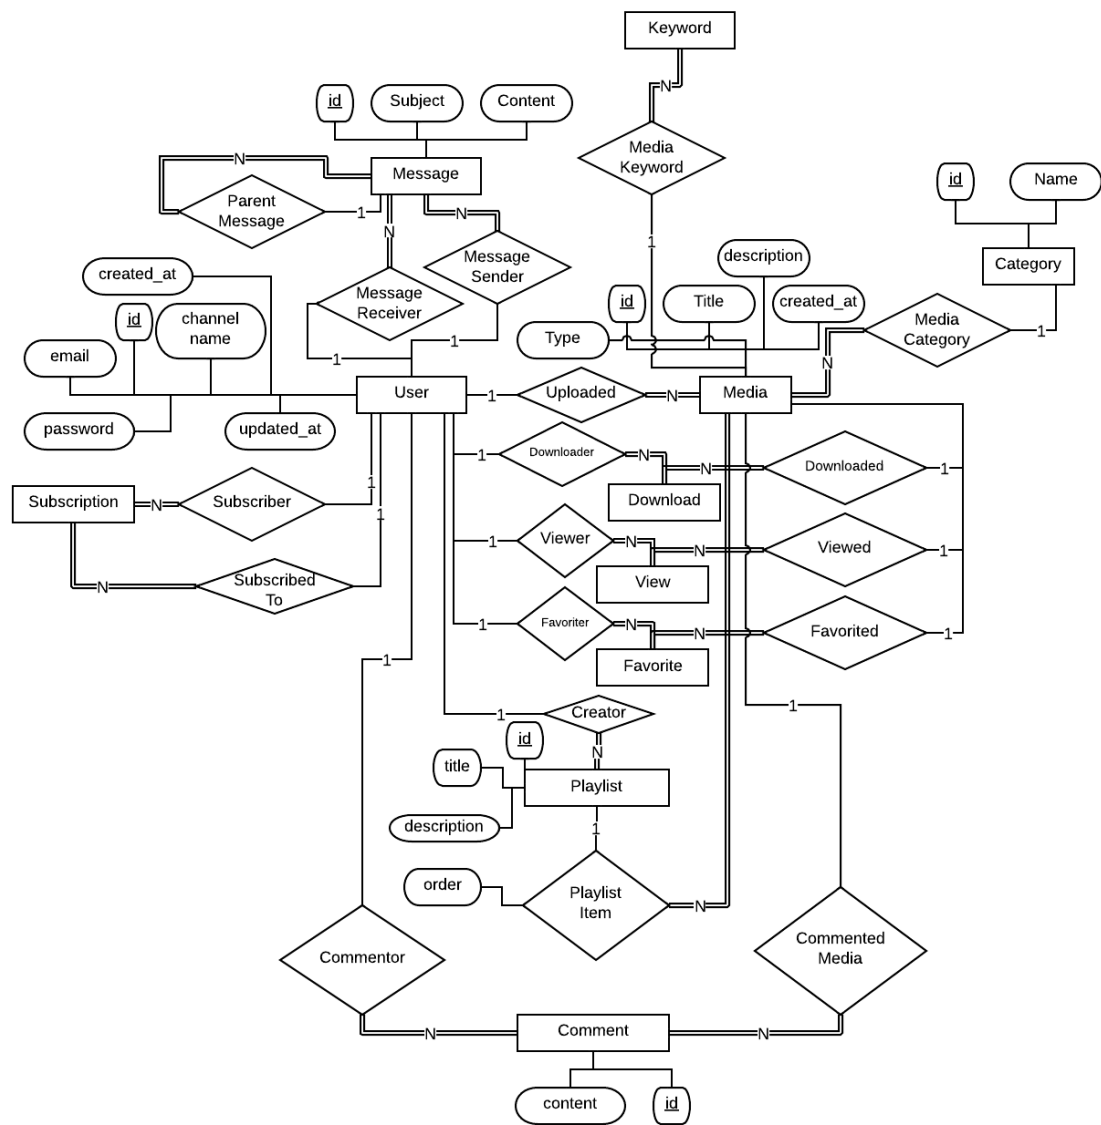 Keyword
N
id
Subject
Content
Media
Keyword
N
Message
id
Name
Parent
Message
1
N
N
Message
Sender
1
description
Category
created_at
Message
Receiver
id
Title
created_at
Media
Category
1
id
channel
name
Type
email
1
1
N
User
1
Uploaded
N
Media
password
updated_at
1
Downloader
N
N
Downloaded
1
Subscription
N
Subscriber
1
1
Download
1
Viewer
N
N
Viewed
1
N
Subscribed
To
View
1
Favoriter
N
N
Favorited
1
1
Favorite
1
Creator
1
id
N
title
Playlist
description
1
order
Playlist
Item
N
Commentor
Commented
Media
N
Comment
N
content
id